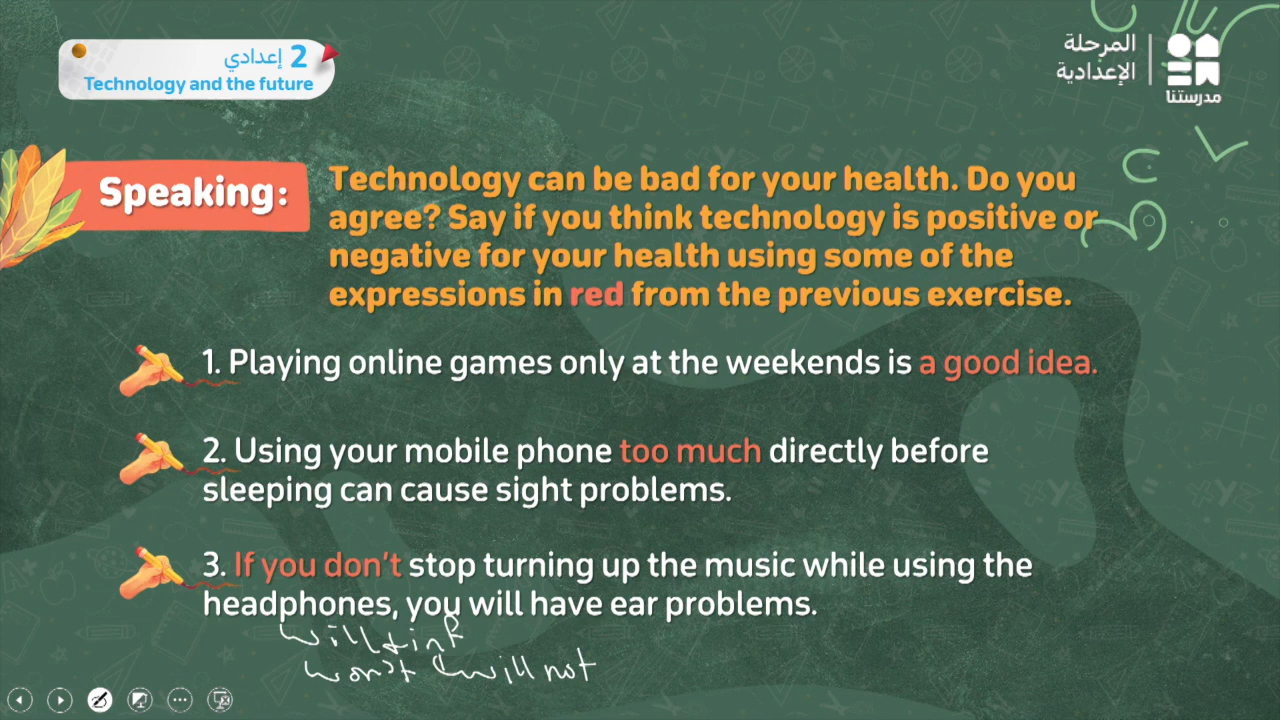 2 إعدادي
Technology and the future
المرحلة
الإعدادية
مدرستنا
Speaking:
Technology can be bad for your health. Do you
agree? Say if you think technology is positive or
negative for your health using some of the
expressions in red from the previous exercise.
1. Playing online games only at the weekends is a good idea.
2. Using your mobile phone too much directly before
sleeping can cause sight problems.
3. If you don't stop turning up the music while using the
headphones, you will have ear problems.
will + inf
won't will not